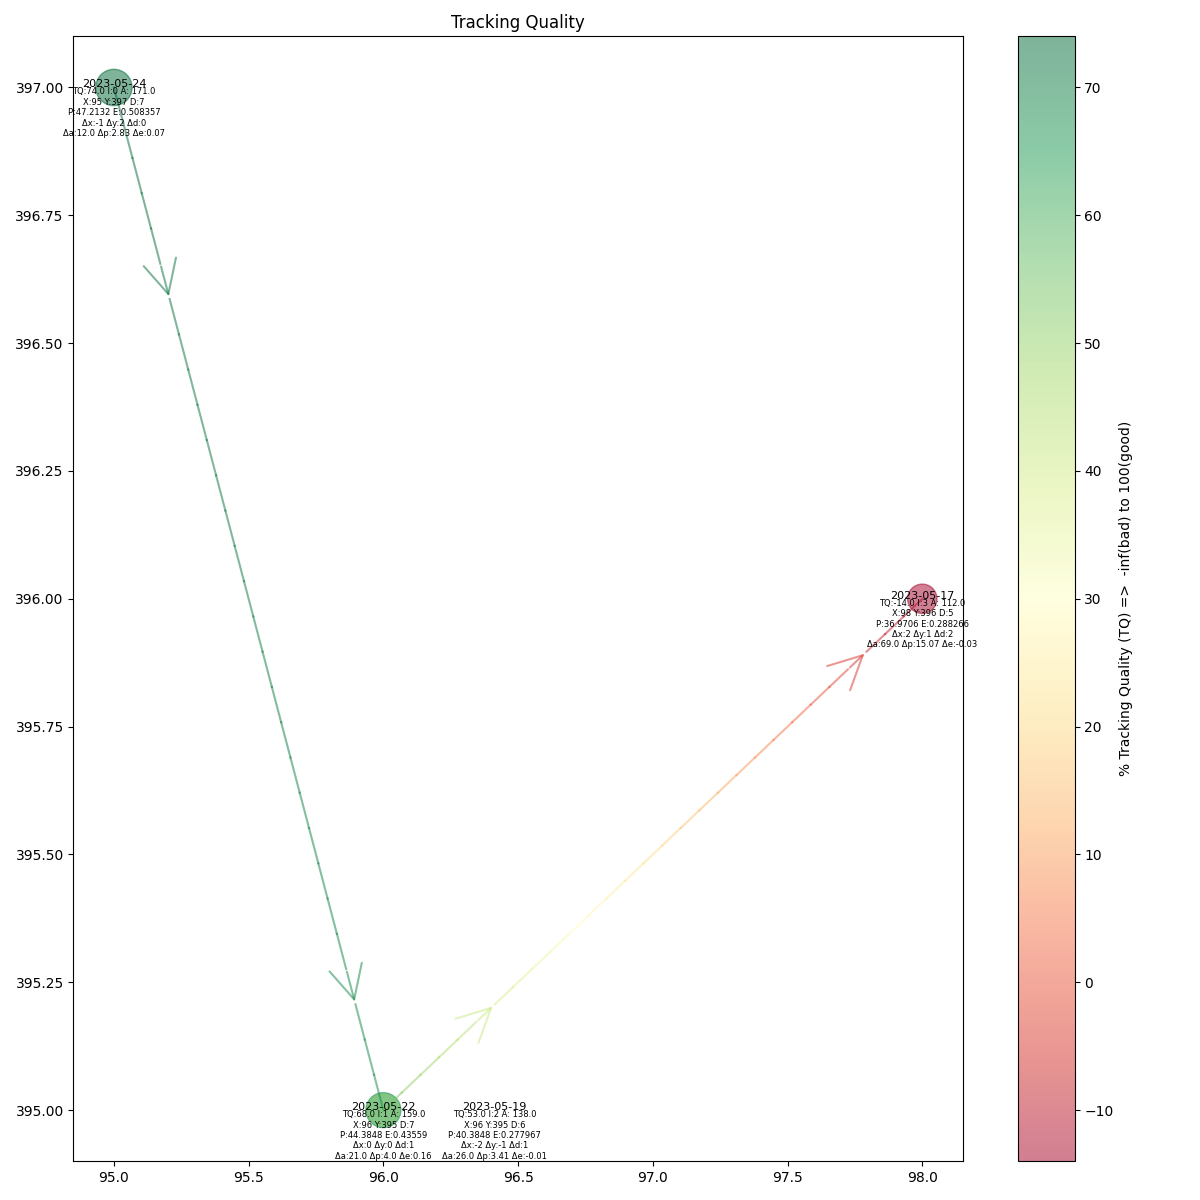 Tracking Quality
397.00
396.75
396.50
396.25
396.00
395.75
395.50
395.25
395.00
2023-05-24
TQ:74.0 I:0 A: 171.0
X:95 Y:397 D:7
P:47.2132 E:0.508357
Δx:-1 Δy:2 Δd:0
Δa:12.0 Δp:2.83 Δe:0.07
2023-05-17
TQ:-14.0 I:3 A: 112.0
X:98 Y:396 D:5
P:36.9706 E:0.288266
Δx:2 Δy:1 Δd:2
Δa:69.0 Δp:15.07 Δe:-0.03
2023-05-22
TQ:68.0 I:1 A: 159.0
X:96 Y:395 D:7
P:44.3848 E:0.43559
Δx:0 Δy:0 Δd:1
Δa:21.0 Δp:4.0 Δe:0.16
2023-05-19
TQ:53.0 I:2 A: 138.0
X:96 Y:395 D:6
P:40.3848 E:0.277967
Δx:-2 Δy:-1 Δd:1
Δa:26.0 Δp:3.41 Δe:-0.01
95.0 95.5 96.0 96.5 97.0 97.5 98.0
70
60
50
40
30
20
10
0
−10
% Tracking Quality (TQ) => -inf(bad) to 100(good)